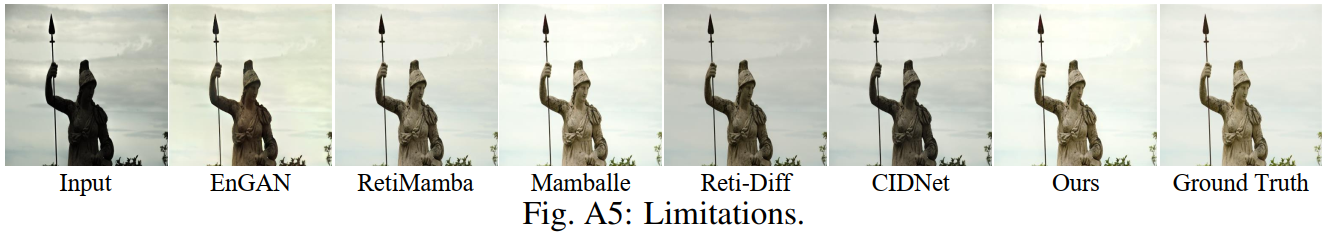 Input EnGAN RetiMamba Mamballe Reti-Diff CIDNet Ours Ground Truth
Fig. A5: Limitations.